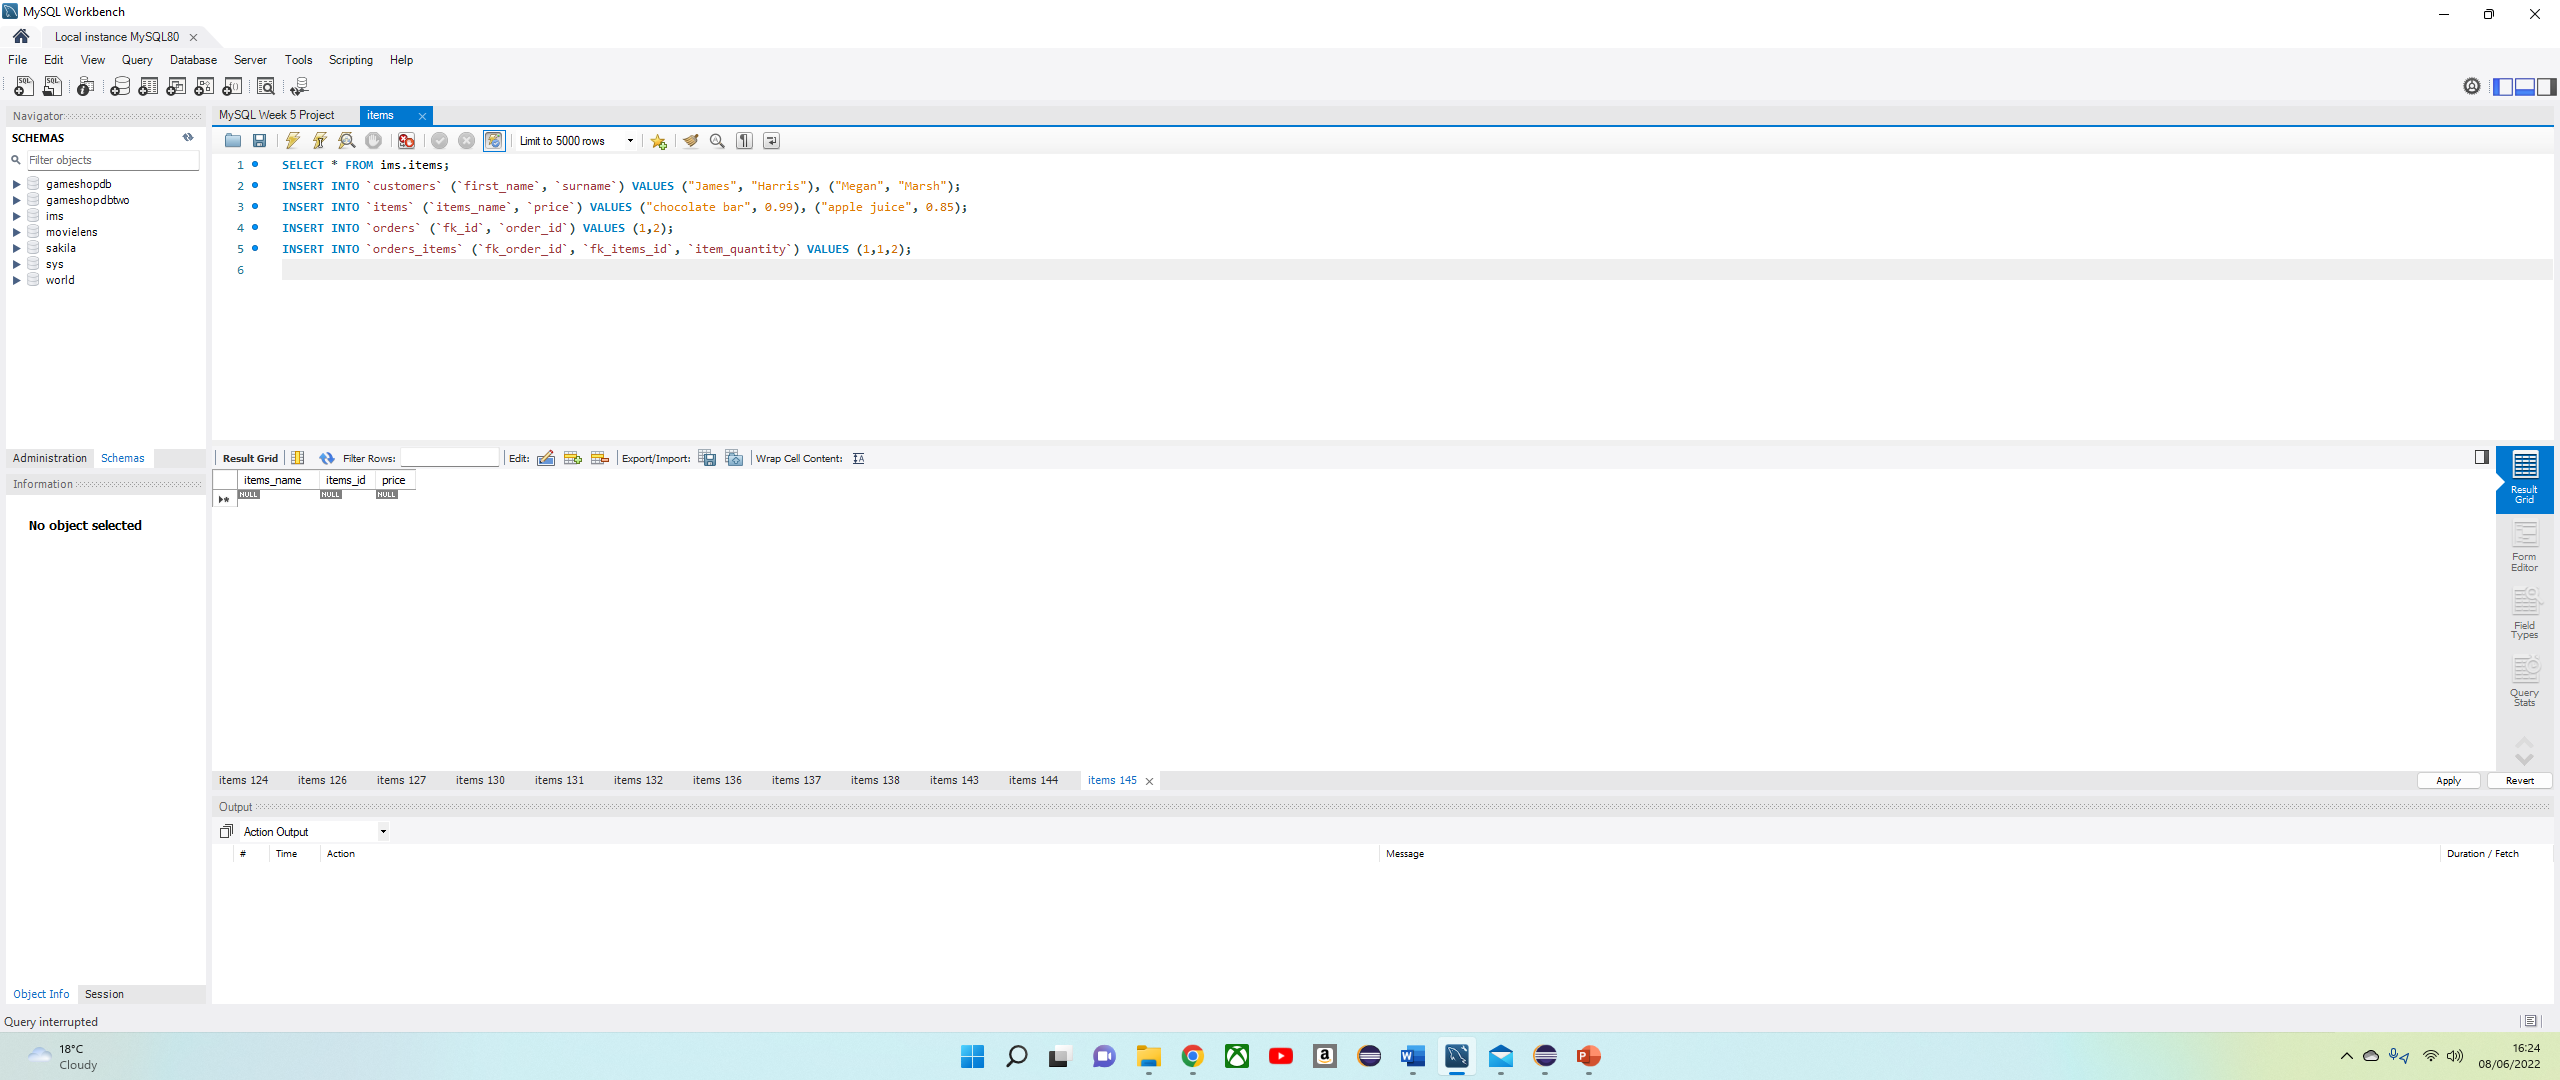 MySQL Workbench
Local instance MySQL80
File Edit View Query Database Server Tools Scripting Help
Navigator
SCHEMAS
Filter objects
gameshopdb
gameshopdbtwo
ims
movielens
sakila
sys
world
Administration Schemas
Information
No object selected
Object Info Session
MySQL Week 5 Project items
Limit to 5000 rows
1 SELECT * FROM ims.items;
2 INSERT INTO `customers` (`first_name`, `surname`) VALUES ("James", "Harris"), ("Megan", "Marsh");
3 INSERT INTO `items` (`items_name`, `price`) VALUES ("chocolate bar", 0.99), ("apple juice", 0.85);
4 INSERT INTO `orders` (`fk_id`, `order_id`) VALUES (1,2);
5 INSERT INTO `orders_items` (`fk_order_id`, `fk_items_id`, `item_quantity`) VALUES (1,1,2);
6
Result Grid Filter Rows: Edit: Export/Import: Wrap Cell Content:
items_name items_id price
NULL NULL NULL
Result
Grid
Form
Editor
Field
Types
Query
Stats
items 124 items 126 items 127 items 130 items 131 items 132 items 136 items 137 items 138 items 143 items 144 items 145
Apply Revert
Output
Action Output
# Time Action Message Duration / Fetch
Query interrupted
18°C
Cloudy
16:24
08/06/2022